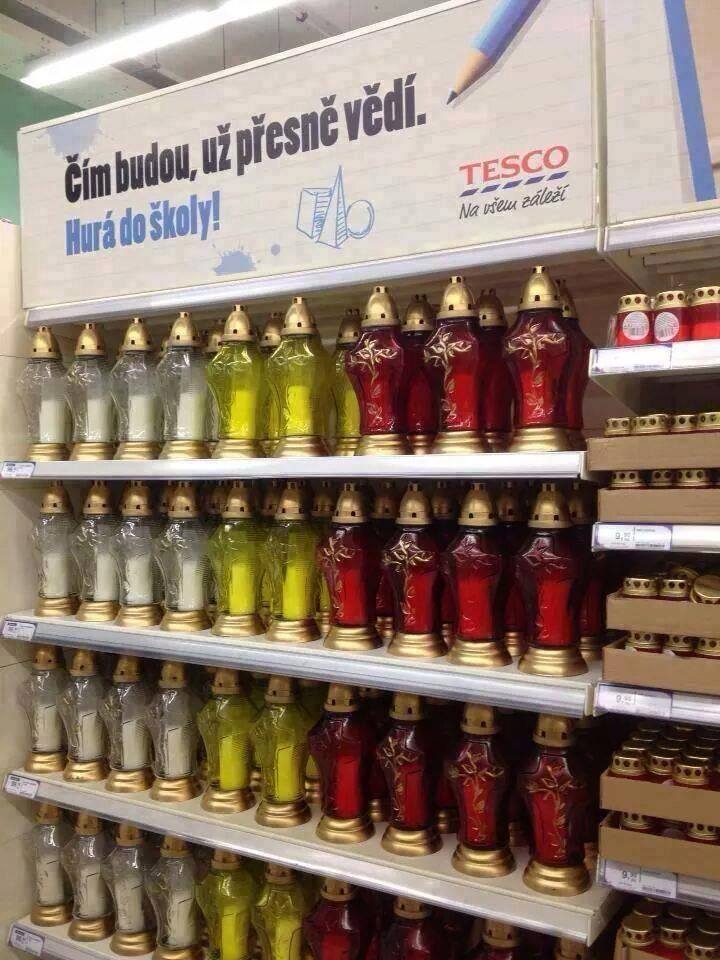 Čím budou, už přesně vědí.
Hurá do školy!
TESCO
Na všem záleží